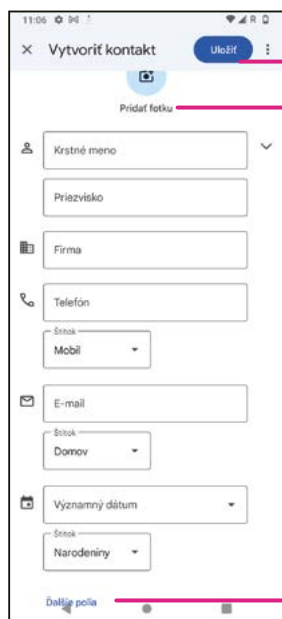 11:06
Vytvoriť kontakt
Uložiť
Pridať fotku
Krstné meno
Priezvisko
Firma
Telefón
Štítok
Mobil
E-mail
Štítok
Domov
Významný dátum
Štítok
Narodeniny
Ďalšie polia